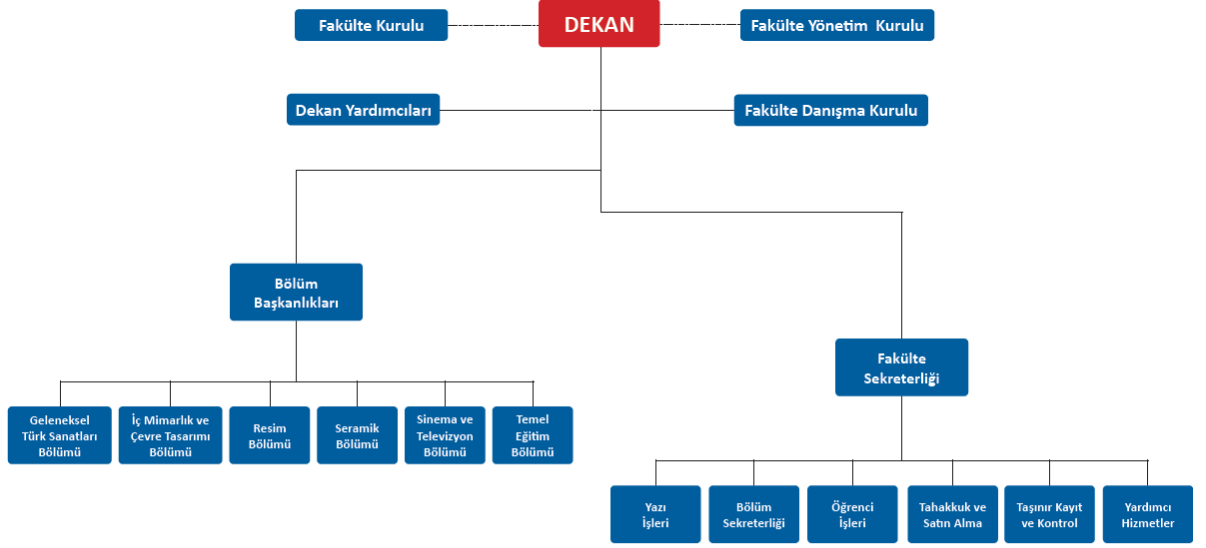 Fakülte Kurulu
DEKAN
Fakülte Yönetim Kurulu
Dekan Yardımcıları
Fakülte Danışma Kurulu
Bölüm
Başkanlıkları
Fakülte
Sekreterliği
Geleneksel
Türk Sanatları
Bölümü
İç Mimarlık ve
Çevre Tasarımı
Bölümü
Resim
Bölümü
Seramik
Bölümü
Sinema ve
Televizyon
Bölümü
Temel
Eğitim
Bölümü
Yazı
İşleri
Bölüm
Sekreterliği
Öğrenci
İşleri
Tahakkuk ve
Satın Alma
Taşınır Kayıt
ve Kontrol
Yardımcı
Hizmetler